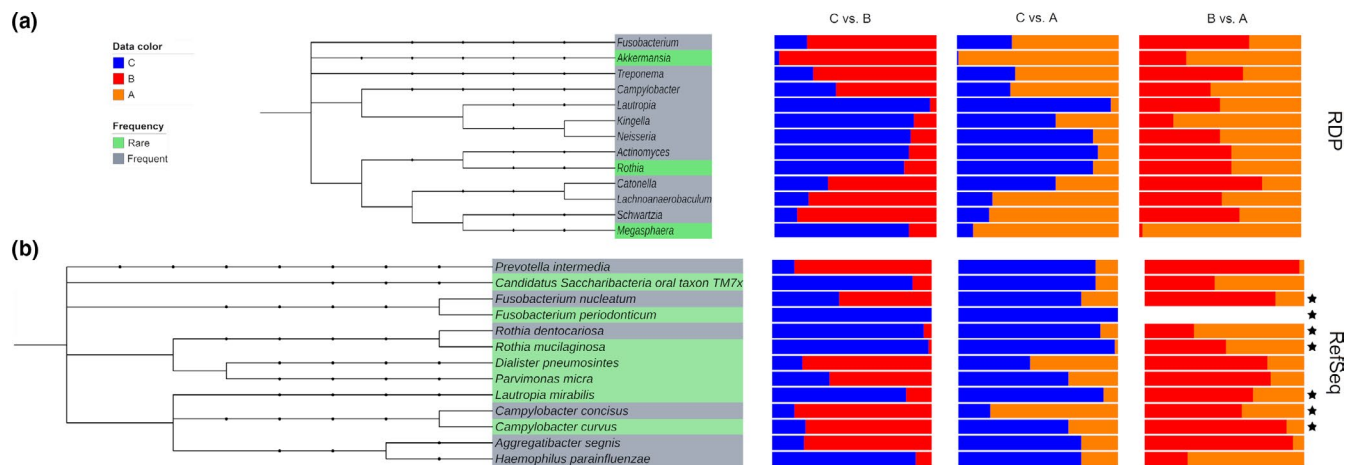 (a)
C vs. B
C vs. A
B vs. A
Data color
C
B
A
Frequency
Rare
Frequent
Fusobacterium
Akkermansia
Treponema
Campylobacter
Lautropia
Kingella
Neisseria
Actinomyces
Rothia
Catonella
Lachnoanaerobaculum
Schwartzia
Megasphaera
RDP
(b)
Prevotella intermedia
Candidatus Saccharibacteria oral taxon TM7x
Fusobacterium nucleatum
Fusobacterium periodonticum
Rothia dentocariosa
Rothia mucilaginosa
Dialister pneumosintes
Parvimonas micra
Lautropia mirabilis
Campylobacter concisus
Campylobacter curvus
Aggregatibacter segnis
Haemophilus parainfluenzae
RefSeq